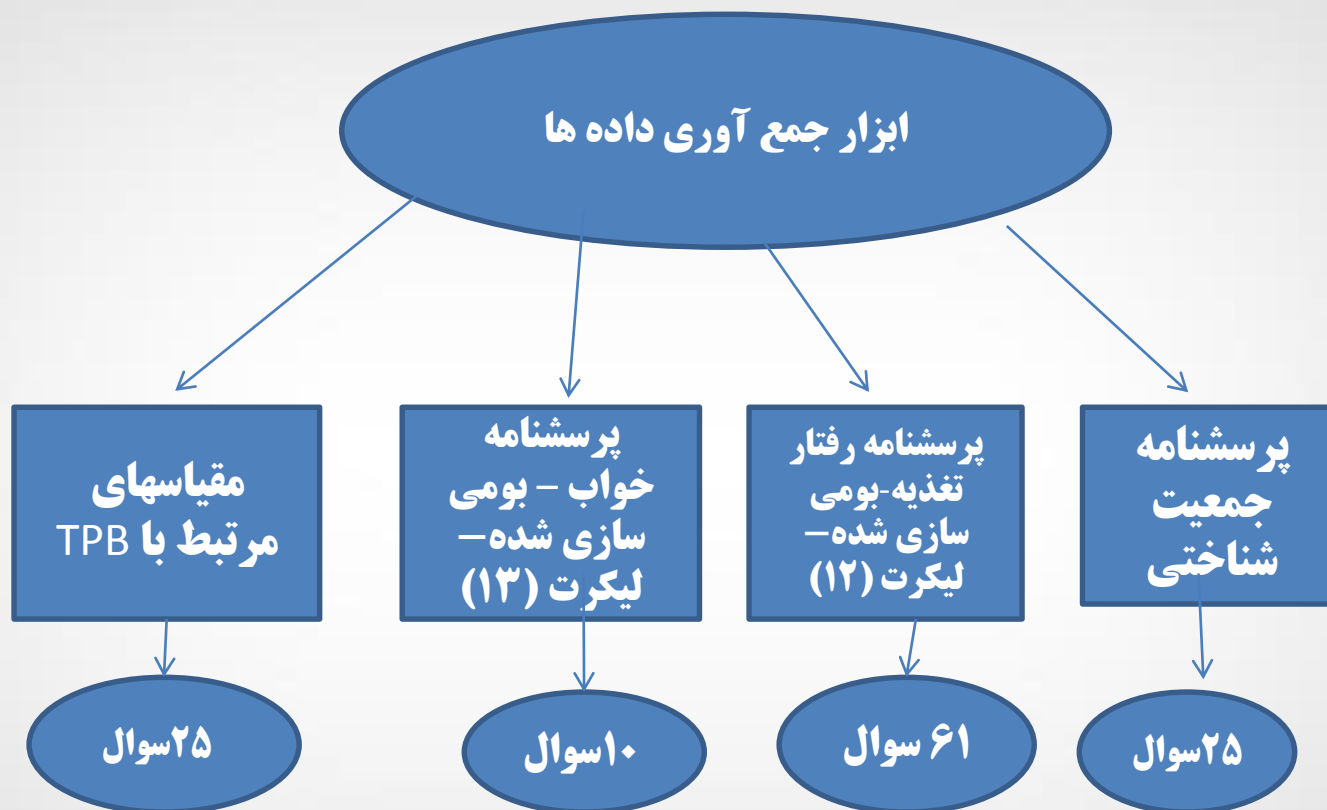 ابزار جمع آوری داده ها
پرسشنامه
جمعیت
شناختی
پرسشنامه رفتار
تغذیه-بومی
سازی شده–
لیکرت (۱۲)
پرسشنامه
خواب – بومی
سازی شده–
لیکرت (۱۳)
مقیاسهای
مرتبط با TPB
۲۵سوال
۶۱ سوال
۱۰سوال
۲۵سوال